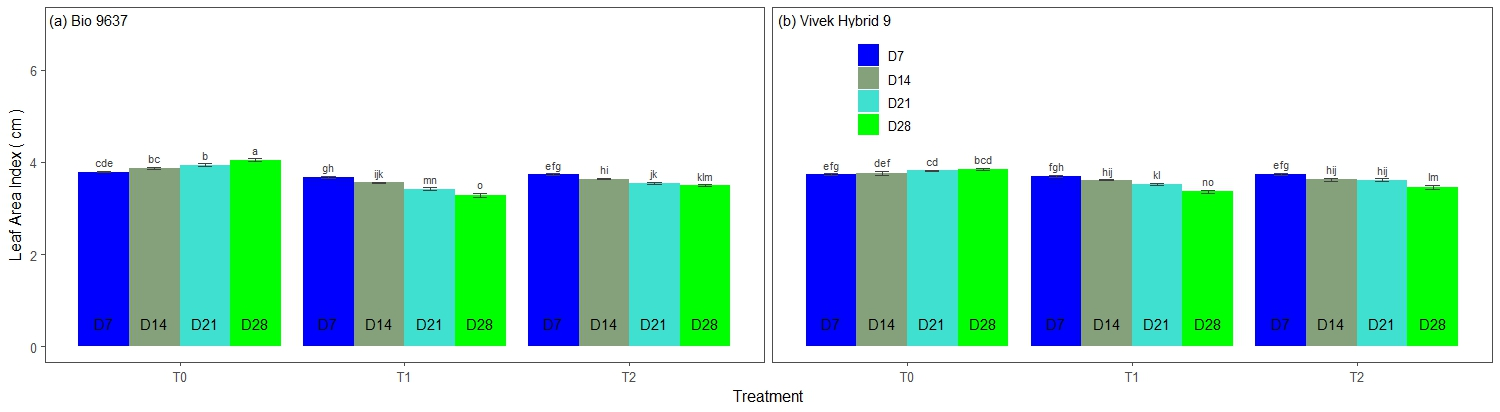 (a) Bio 9637
(b) Vivek Hybrid 9
D7
D14
D21
D28
Leaf Area Index ( cm )
6
4
2
0
cde bc b a
gh ijk mn o
efg hi jk klm
efg def cd bcd
fgh hij kl no
efg hij hij lm
D7 D14 D21 D28
D7 D14 D21 D28
D7 D14 D21 D28
D7 D14 D21 D28
D7 D14 D21 D28
D7 D14 D21 D28
T0 T1 T2
T0 T1 T2
Treatment